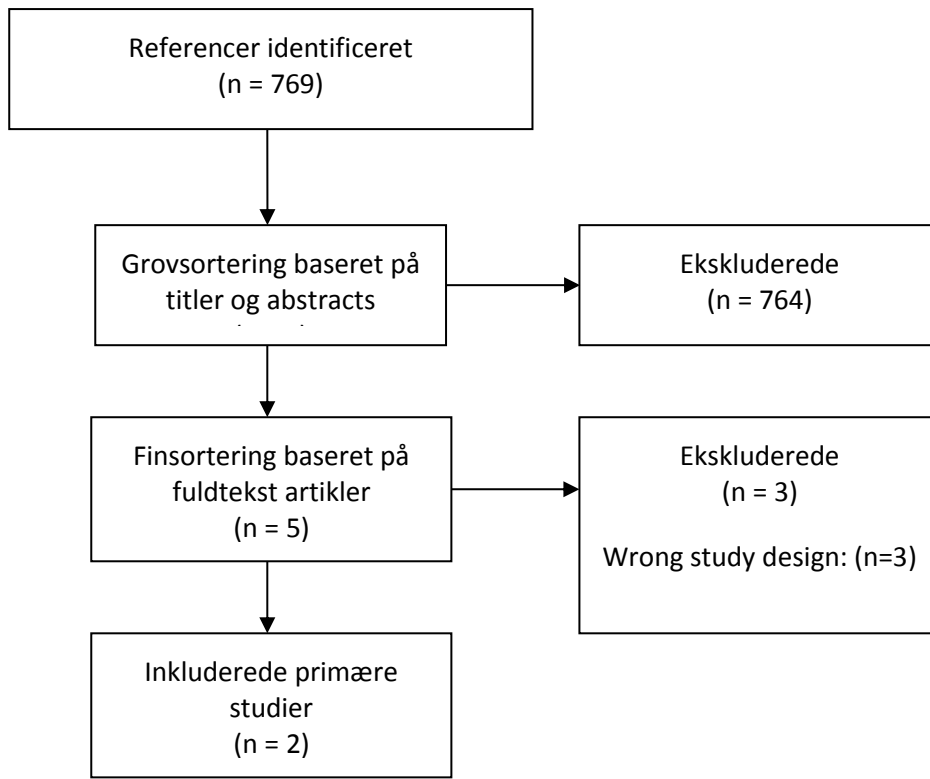 Referencer identificeret
(n = 769)
Grovsortering baseret på
titler og abstracts
Ekskluderede
(n = 764)
Finsortering baseret på
fuldtekst artikler
(n = 5)
Ekskluderede
(n = 3)
Wrong study design: (n=3)
Inkluderede primære
studier
(n = 2)